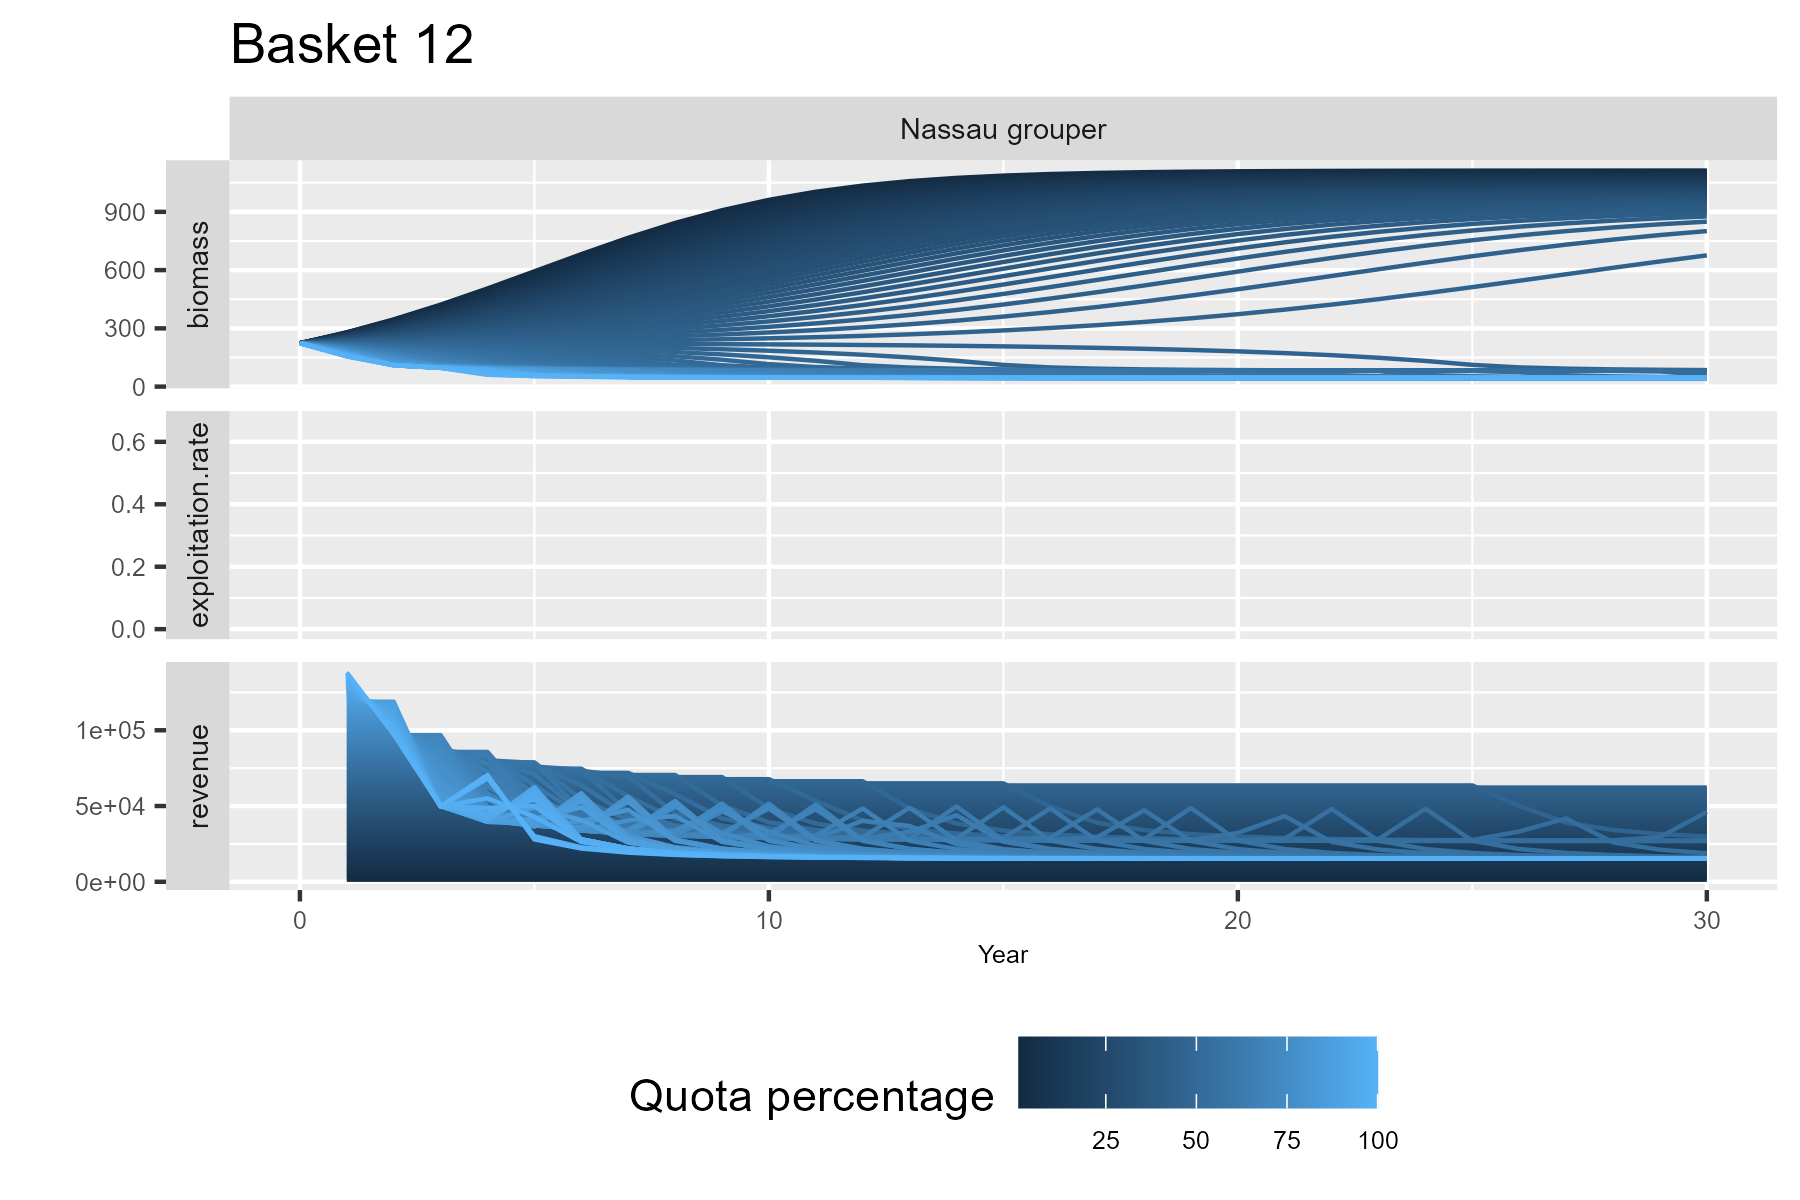 Basket 12
Nassau grouper
biomass
900
600
300
0
exploitation.rate
0.6
0.4
0.2
0.0
revenue
1e+05
5e+04
0e+00
0 10 20 30
Year
Quota percentage
25 50 75 100